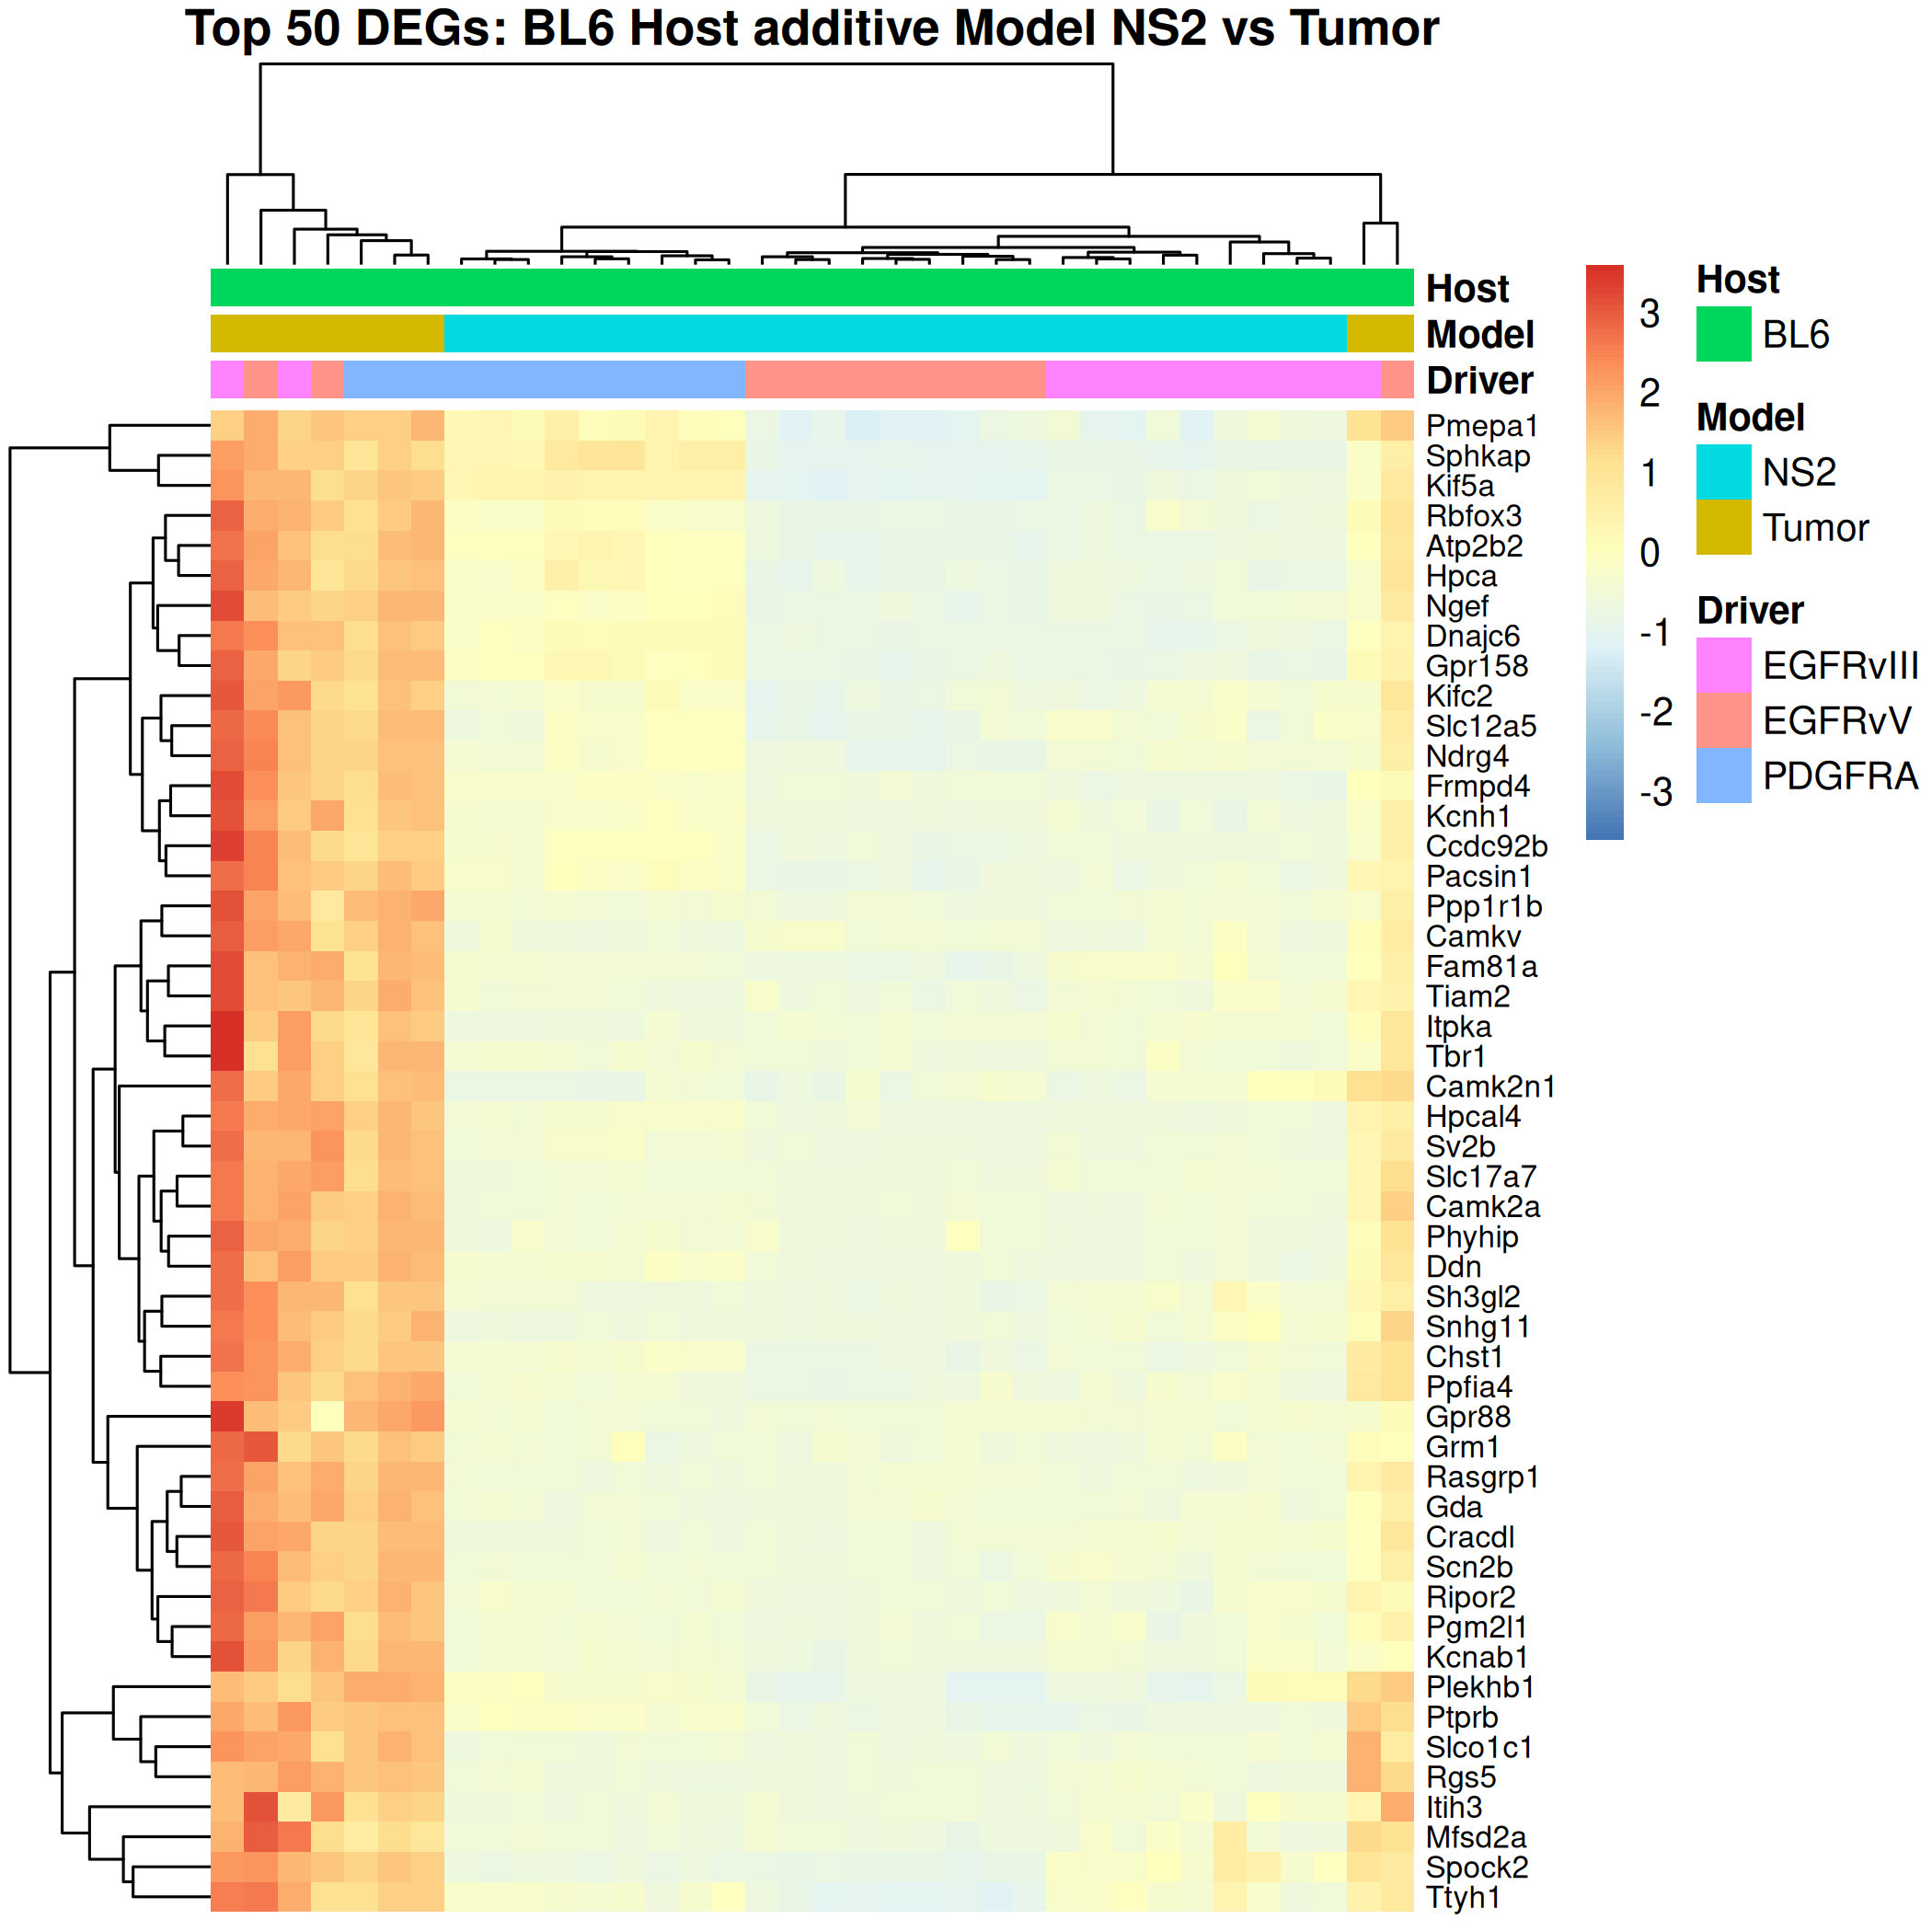 Top 50 DEGs: BL6 Host additive Model NS2 vs Tumor
Host
Model
Driver
Pmepa1
Sphkap
Kif5a
Rbfox3
Atp2b2
Hpca
Ngef
Dnajc6
Gpr158
Kifc2
Slc12a5
Ndrg4
Frmpd4
Kcnh1
Ccdc92b
Pacsin1
Ppp1r1b
Camkv
Fam81a
Tiam2
Itpka
Tbr1
Camk2n1
Hpcal4
Sv2b
Slc17a7
Camk2a
Phyhip
Ddn
Sh3gl2
Snhg11
Chst1
Ppfia4
Gpr88
Grm1
Rasgrp1
Gda
Cracdl
Scn2b
Ripor2
Pgm2l1
Kcnab1
Plekhb1
Ptprb
Slco1c1
Rgs5
Itih3
Mfsd2a
Spock2
Ttyh1
3
2
1
0
-1
-2
-3
Host
BL6
Model
NS2
Tumor
Driver
EGFRvIII
EGFRvV
PDGFRA